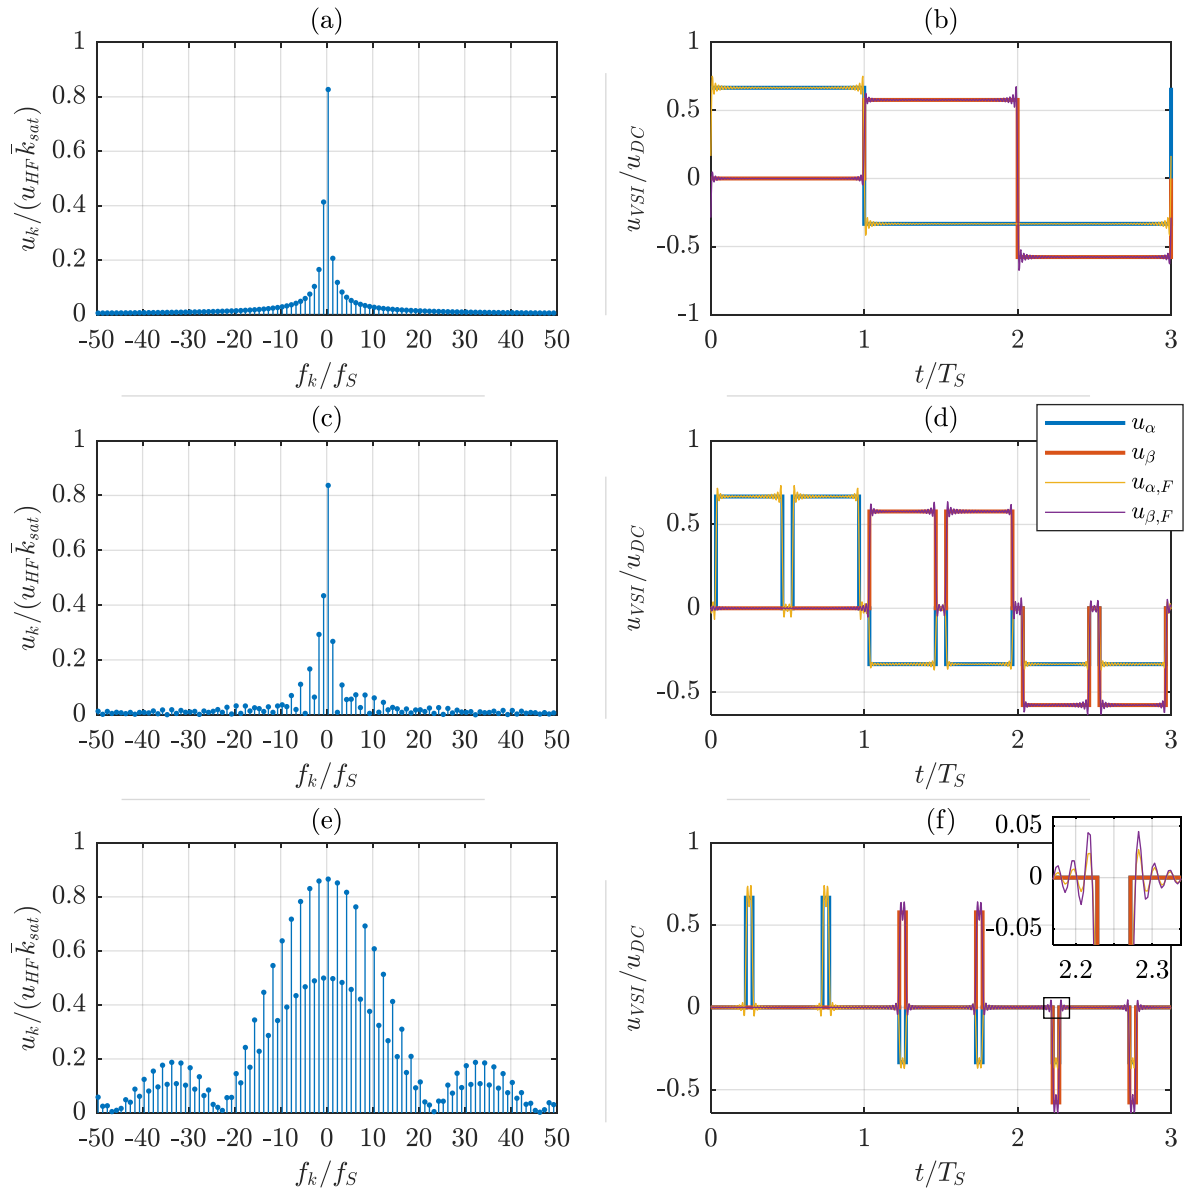 (a)
1
0.8
0.6
0.4
0.2
0
-50 -40 -30 -20 -10 0 10 20 30 40 50
f_k/f_S
u_k/(u_{HF} \bar{k}_{sat})
(b)
1
0.5
0
-0.5
-1
0 1 2 3
t/T_S
u_{VSI}/u_{DC}
(c)
1
0.8
0.6
0.4
0.2
0
-50 -40 -30 -20 -10 0 10 20 30 40 50
f_k/f_S
u_k/(u_{HF} \bar{k}_{sat})
(d)
u_α
u_β
u_{α,F}
u_{β,F}
1
0.5
0
-0.5
0 1 2 3
t/T_S
u_{VSI}/u_{DC}
(e)
1
0.8
0.6
0.4
0.2
0
-50 -40 -30 -20 -10 0 10 20 30 40 50
f_k/f_S
u_k/(u_{HF} \bar{k}_{sat})
(f)
0.05
0
-0.05
2.2 2.3
1
0.5
0
-0.5
0 1 2 3
t/T_S
u_{VSI}/u_{DC}